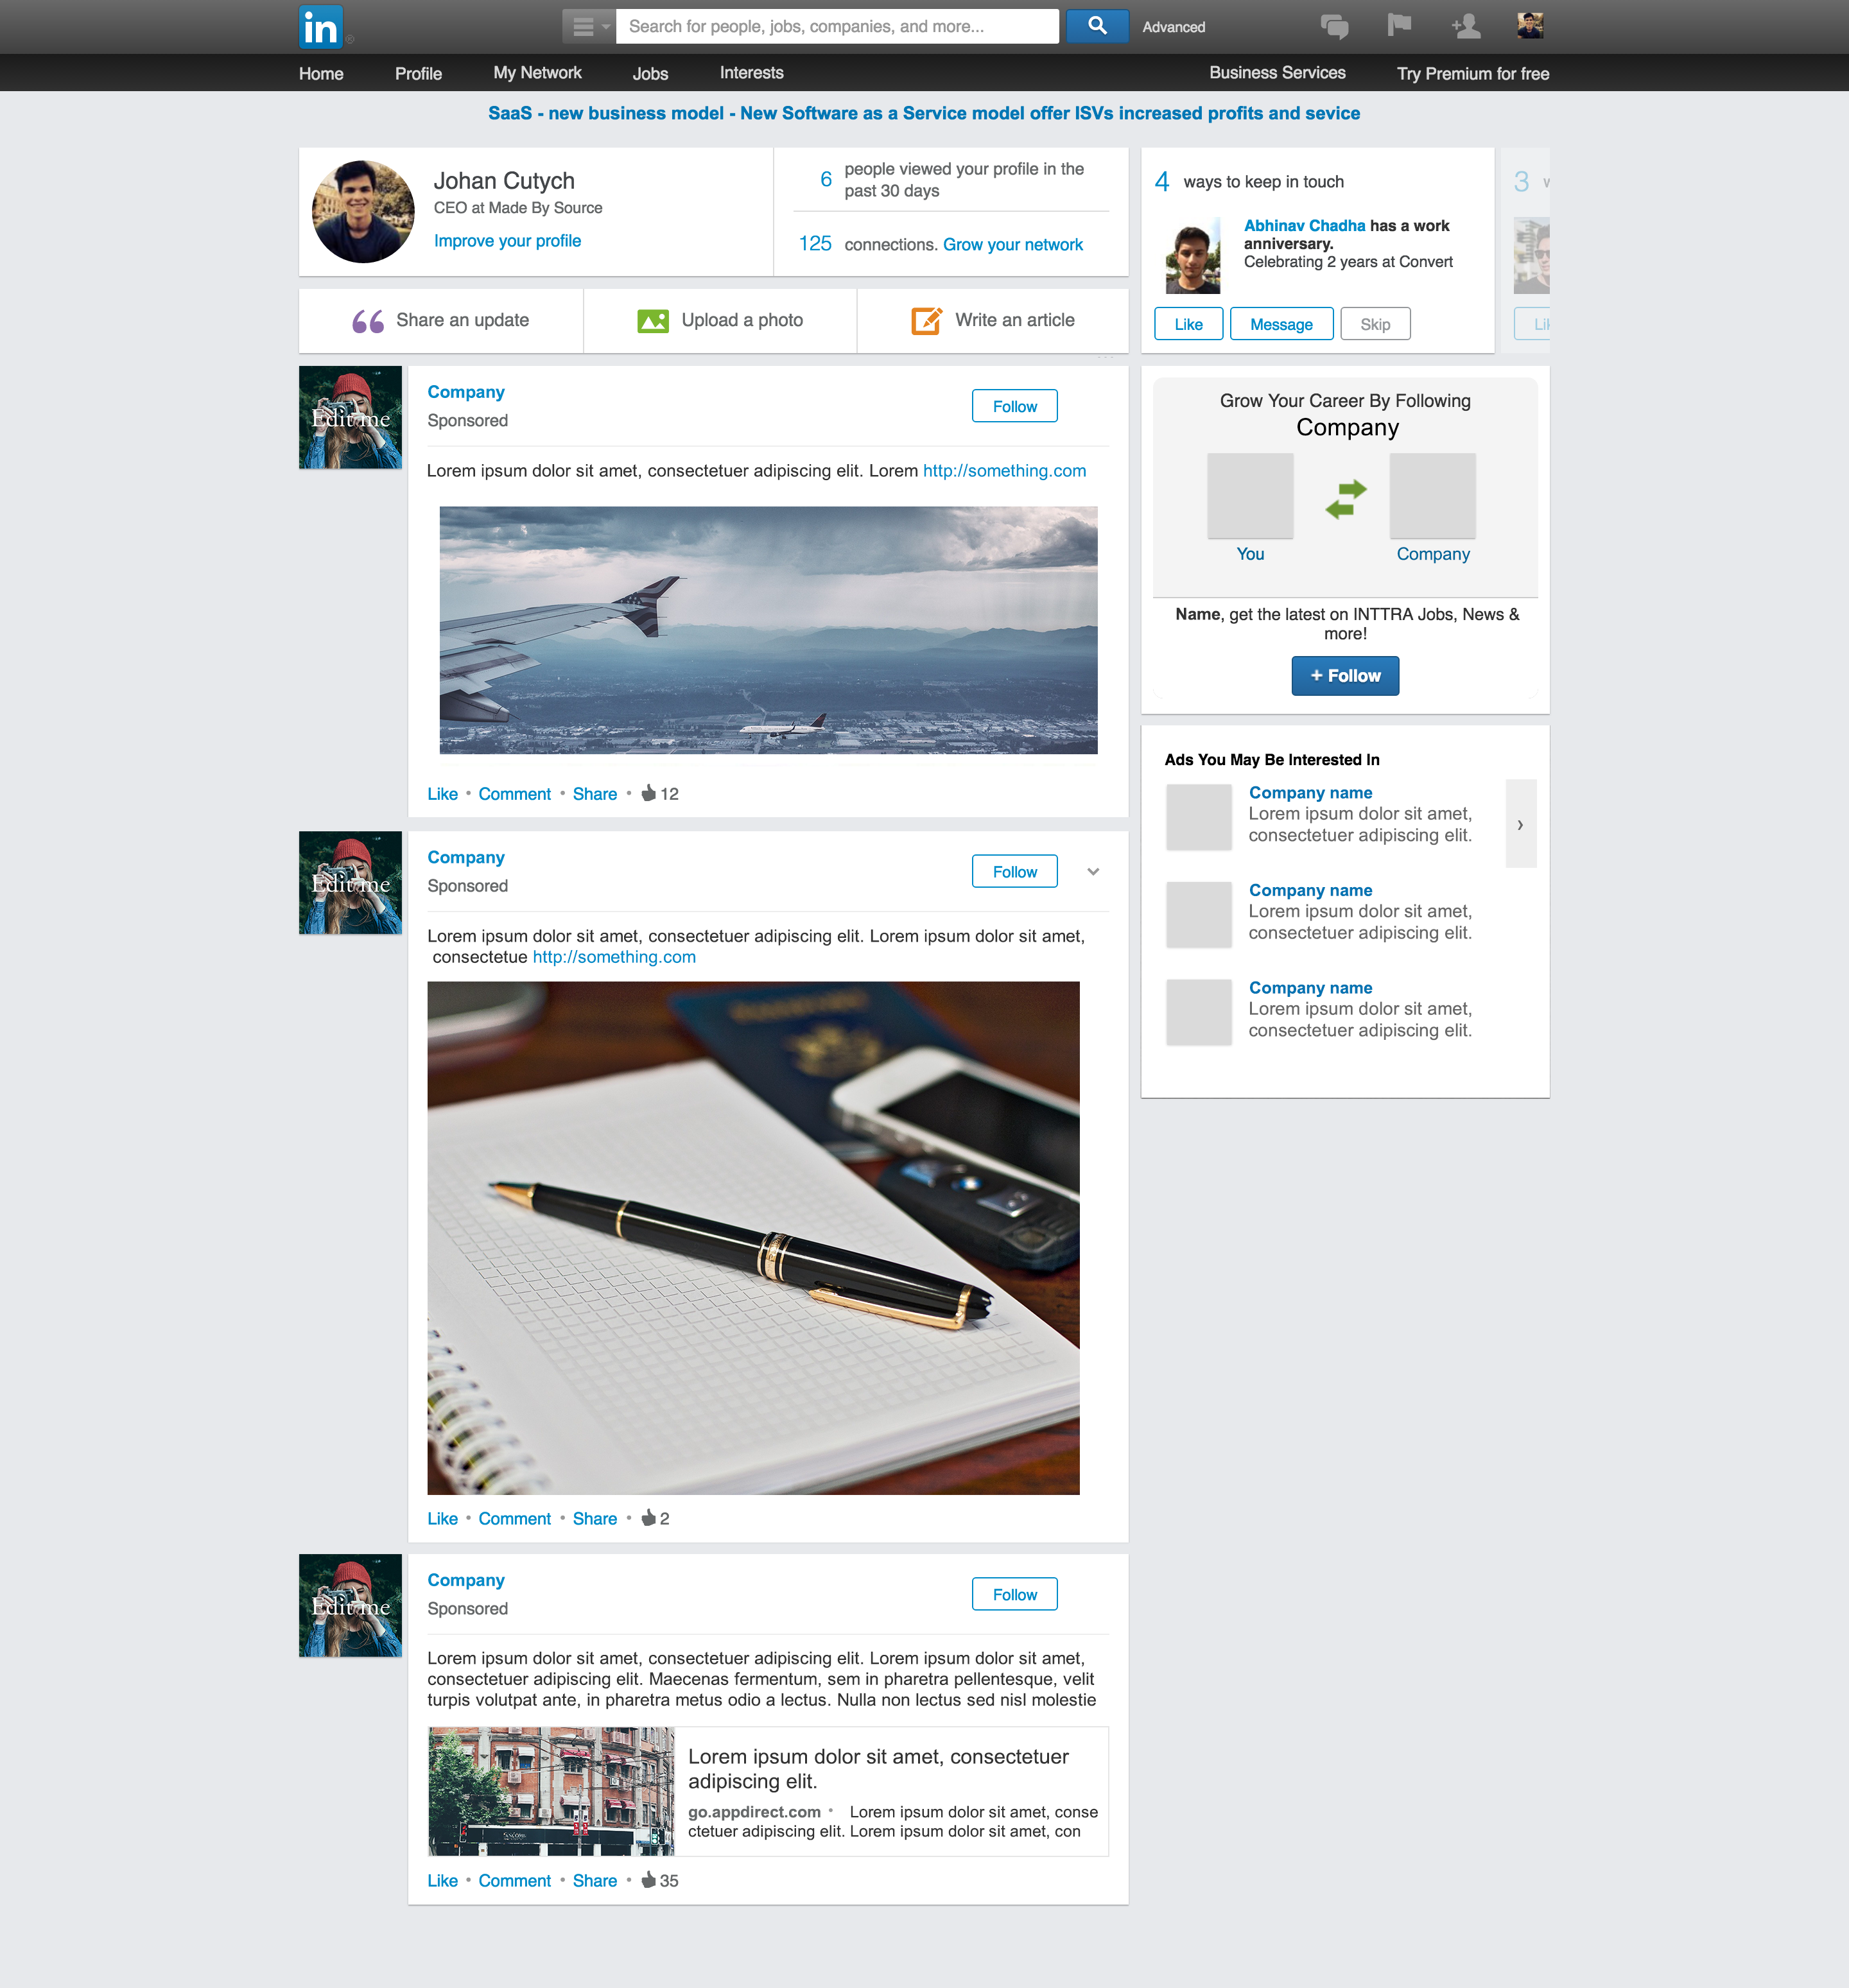 in
Search for people, jobs, companies, and more...
Advanced
Home
Profile
My Network
Jobs
Interests
Business Services
Try Premium for free
SaaS - new business model - New Software as a Service model offer ISVs increased profits and sevice
Johan Cutych
CEO at Made By Source
Improve your profile
6 people viewed your profile in the
past 30 days
125 connections. Grow your network
4 ways to keep in touch
Abhinav Chadha has a work
anniversary.
Celebrating 2 years at Convert
Like
Message
Skip
3
Share an update
Upload a photo
Write an article
Edit me
Company
Sponsored
Follow
Lorem ipsum dolor sit amet, consectetuer adipiscing elit. Lorem http://something.com
Like • Comment • Share • 12
Grow Your Career By Following
Company
You
Company
Name, get the latest on INTTRA Jobs, News &
more!
+ Follow
Ads You May Be Interested In
Company name
Lorem ipsum dolor sit amet,
consectetuer adipiscing elit.
Company name
Lorem ipsum dolor sit amet,
consectetuer adipiscing elit.
Company name
Lorem ipsum dolor sit amet,
consectetuer adipiscing elit.
Edit me
Company
Sponsored
Follow
Lorem ipsum dolor sit amet, consectetuer adipiscing elit. Lorem ipsum dolor sit amet,
consectetue http://something.com
Like • Comment • Share • 2
Edit me
Company
Sponsored
Follow
Lorem ipsum dolor sit amet, consectetuer adipiscing elit. Lorem ipsum dolor sit amet,
consectetuer adipiscing elit. Maecenas fermentum, sem in pharetra pellentesque, velit
turpis volutpat ante, in pharetra metus odio a lectus. Nulla non lectus sed nisl molestie
Lorem ipsum dolor sit amet, consectetuer
adipiscing elit.
go.appdirect.com • Lorem ipsum dolor sit amet, conse
ctetuer adipiscing elit. Lorem ipsum dolor sit amet, con
Like • Comment • Share • 35